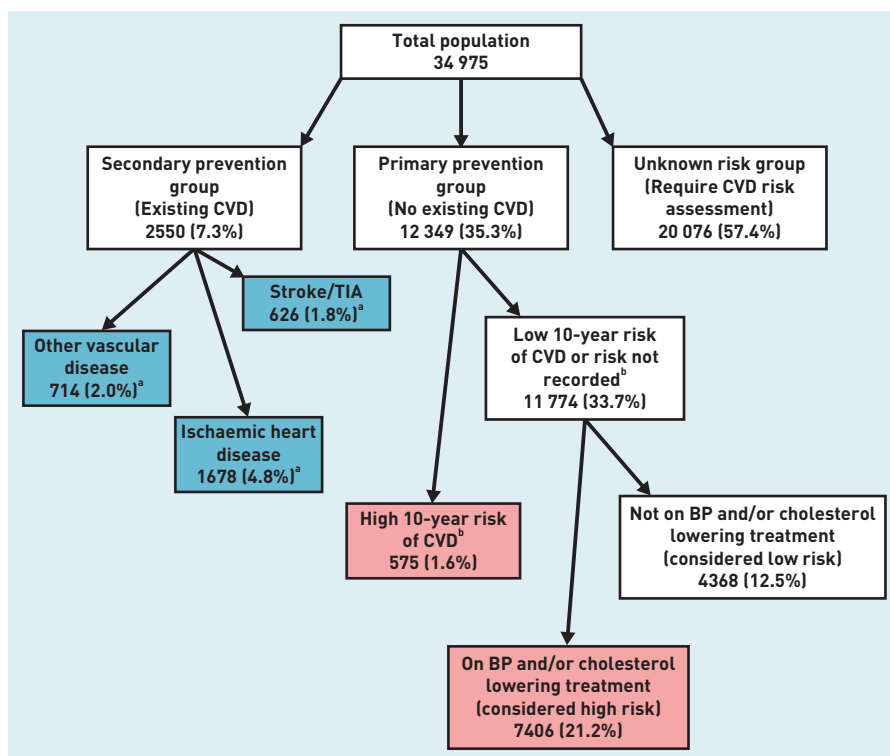 Total population
34 975
Secondary prevention
group
(Existing CVD)
2550 (7.3%)
Primary prevention
group
(No existing CVD)
12 349 (35.3%)
Unknown risk group
(Require CVD risk
assessment)
20 076 (57.4%)
Stroke/TIA
626 (1.8%)ᵃ
Other vascular
disease
714 (2.0%)ᵃ
Ischaemic heart
disease
1678 (4.8%)ᵃ
Low 10-year risk
of CVD or risk not
recordedᵇ
11 774 (33.7%)
High 10-year risk
of CVDᵇ
575 (1.6%)
Not on BP and/or cholesterol
lowering treatment
(considered low risk)
4368 (12.5%)
On BP and/or cholesterol
lowering treatment
(considered high risk)
7406 (21.2%)